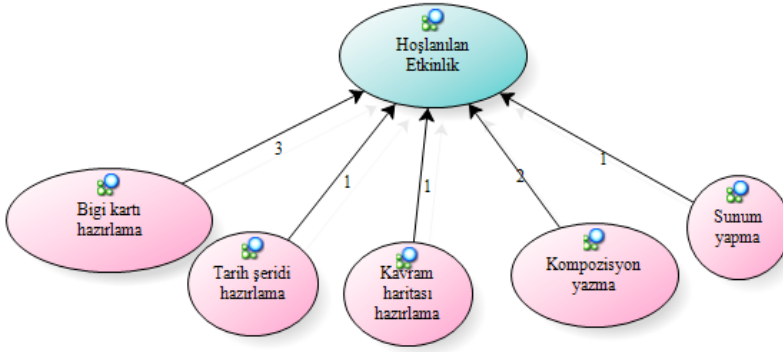 Hoşlanılan
Etkinlik
3
1
1
2
1
Bigi kartı
hazırlama
Tarih şeridi
hazırlama
Kavram
haritası
hazırlama
Kompozisyon
yazma
Sunum
yapma